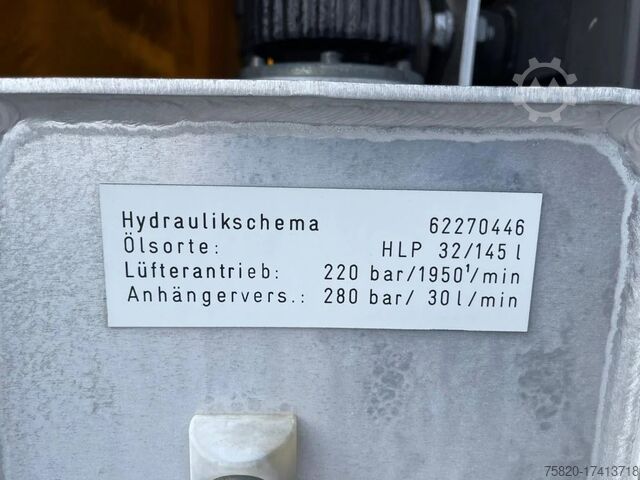 Hydraulikschema 62270446
Ölsorte: HLP 32/145 l
Lüfterantrieb: 220 bar/1950¹/min
Anhängervers.: 280 bar/ 30 l/min
75820-17413718